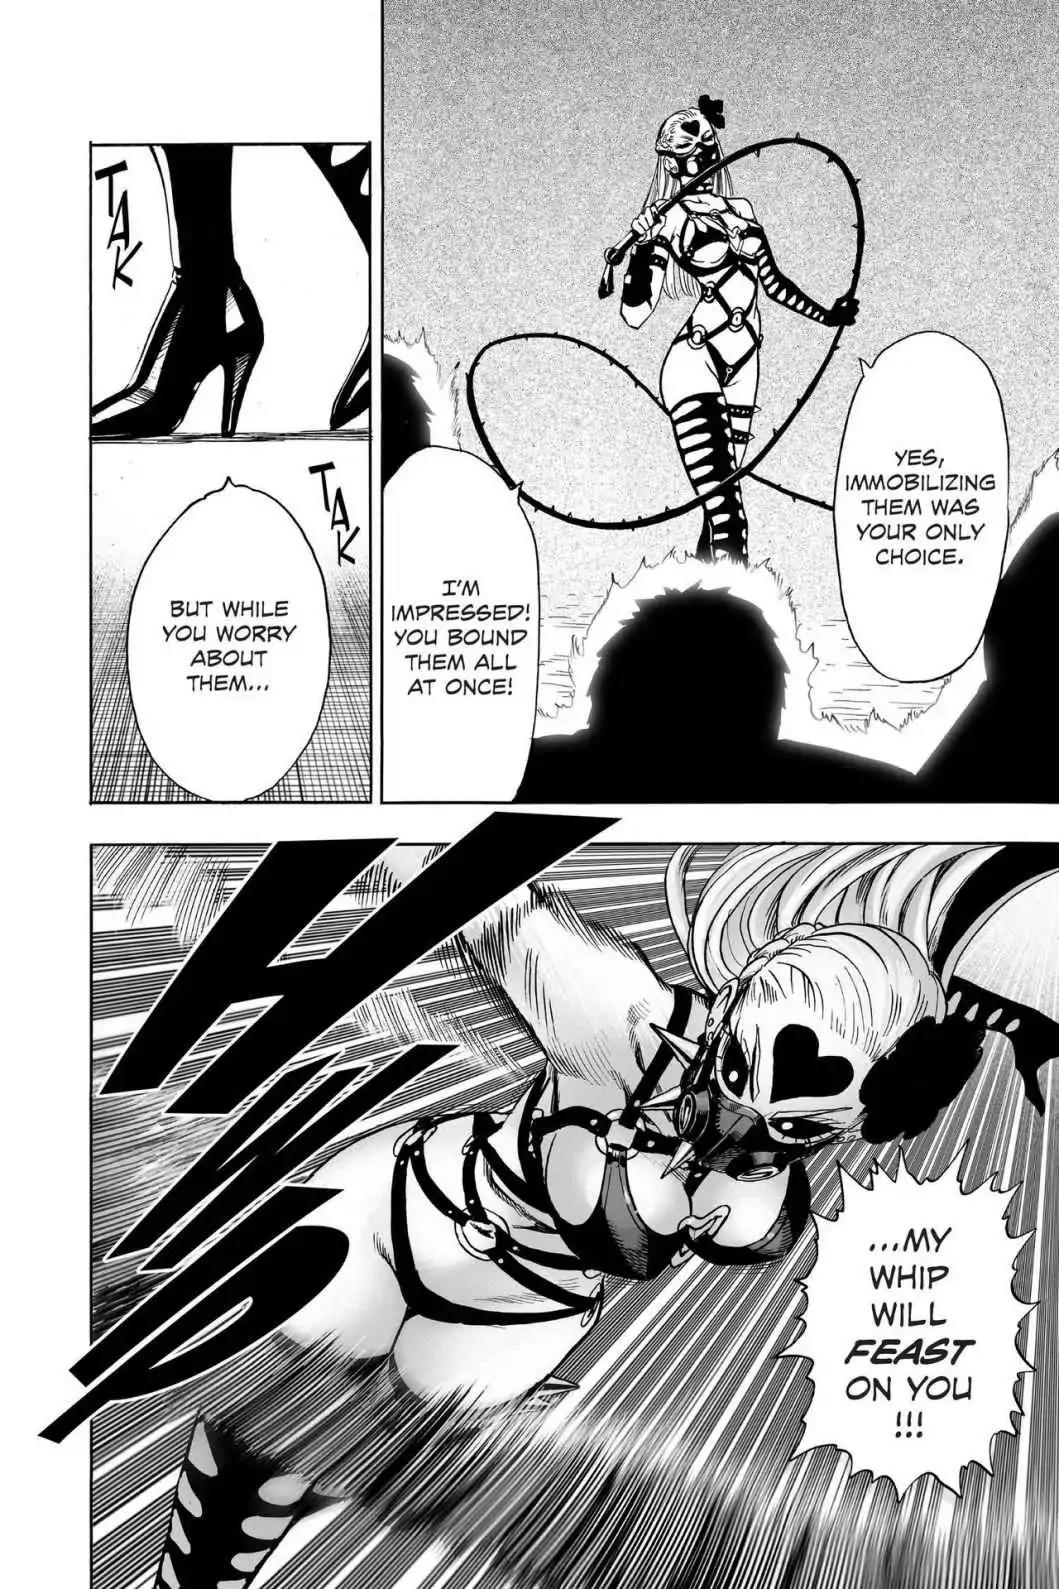 YES,
IMMOBILIZING
THEM WAS
YOUR ONLY
CHOICE.
I'M
IMPRESSED!
YOU BOUND
THEM ALL
AT ONCE!
TAK
TAK
BUT WHILE
YOU WORRY
ABOUT
THEM...
...MY
WHIP
WILL
FEAST
ON YOU
!!!
HWIP